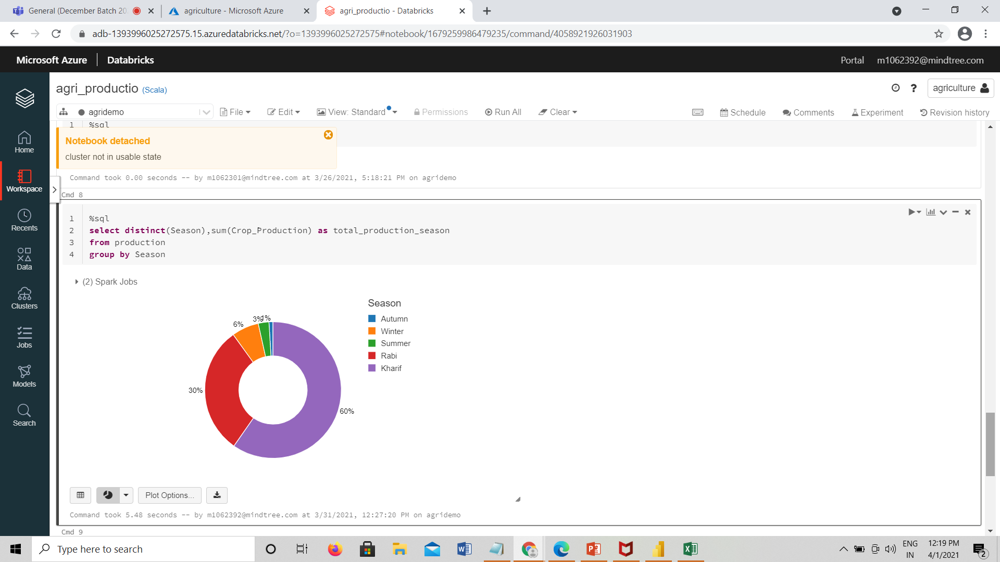 General (December Batch 20
agriculture - Microsoft Azure
agri_productio - Databricks
adb-1393996025272575.15.azuredatabricks.net/?o=1393996025272575#notebook/1679259986479235/command/4058921926031903
Microsoft Azure
Databricks
Portal
m1062392@mindtree.com
agri_productio (Scala)
agriculture
agridemo
File
Edit
View: Standard
Permissions
Run All
Clear
Schedule
Comments
Experiment
Revision history
Home
Workspace
Recents
Data
Clusters
Jobs
Models
Search
1 %sql
Notebook detached
cluster not in usable state
Command took 0.00 seconds -- by m1062301@mindtree.com at 3/26/2021, 5:18:21 PM on agridemo
Cmd 8
1 %sql
2 select distinct(Season),sum(Crop_Production) as total_production_season
3 from production
4 group by Season
(2) Spark Jobs
Season
Autumn
Winter
Summer
Rabi
Kharif
1%
3%
6%
30%
60%
Plot Options...
Command took 5.48 seconds -- by m1062392@mindtree.com at 3/31/2021, 12:27:20 PM on agridemo
Cmd 9
Type here to search
ENG
IN
12:19 PM
4/1/2021
2